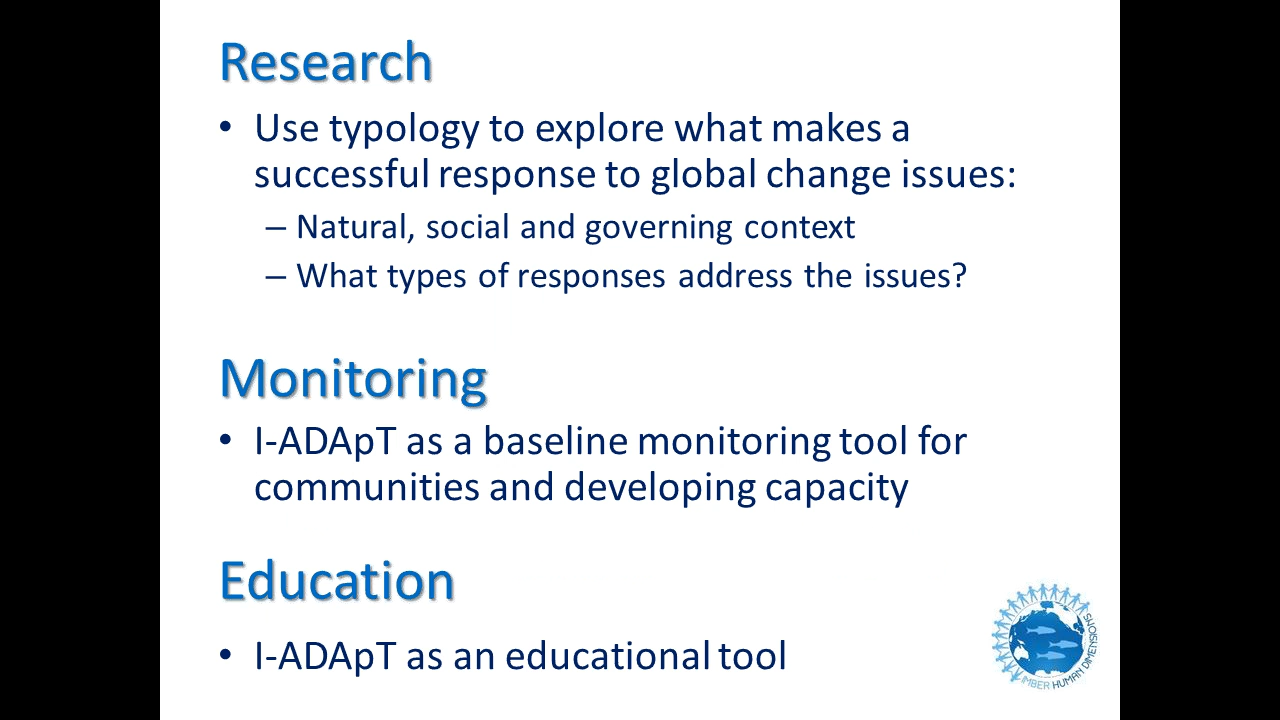 Research
• Use typology to explore what makes a
successful response to global change issues:
– Natural, social and governing context
– What types of responses address the issues?
Monitoring
• I-ADApT as a baseline monitoring tool for
communities and developing capacity
Education
• I-ADApT as an educational tool
IMBER HUMAN DIMENSIONS